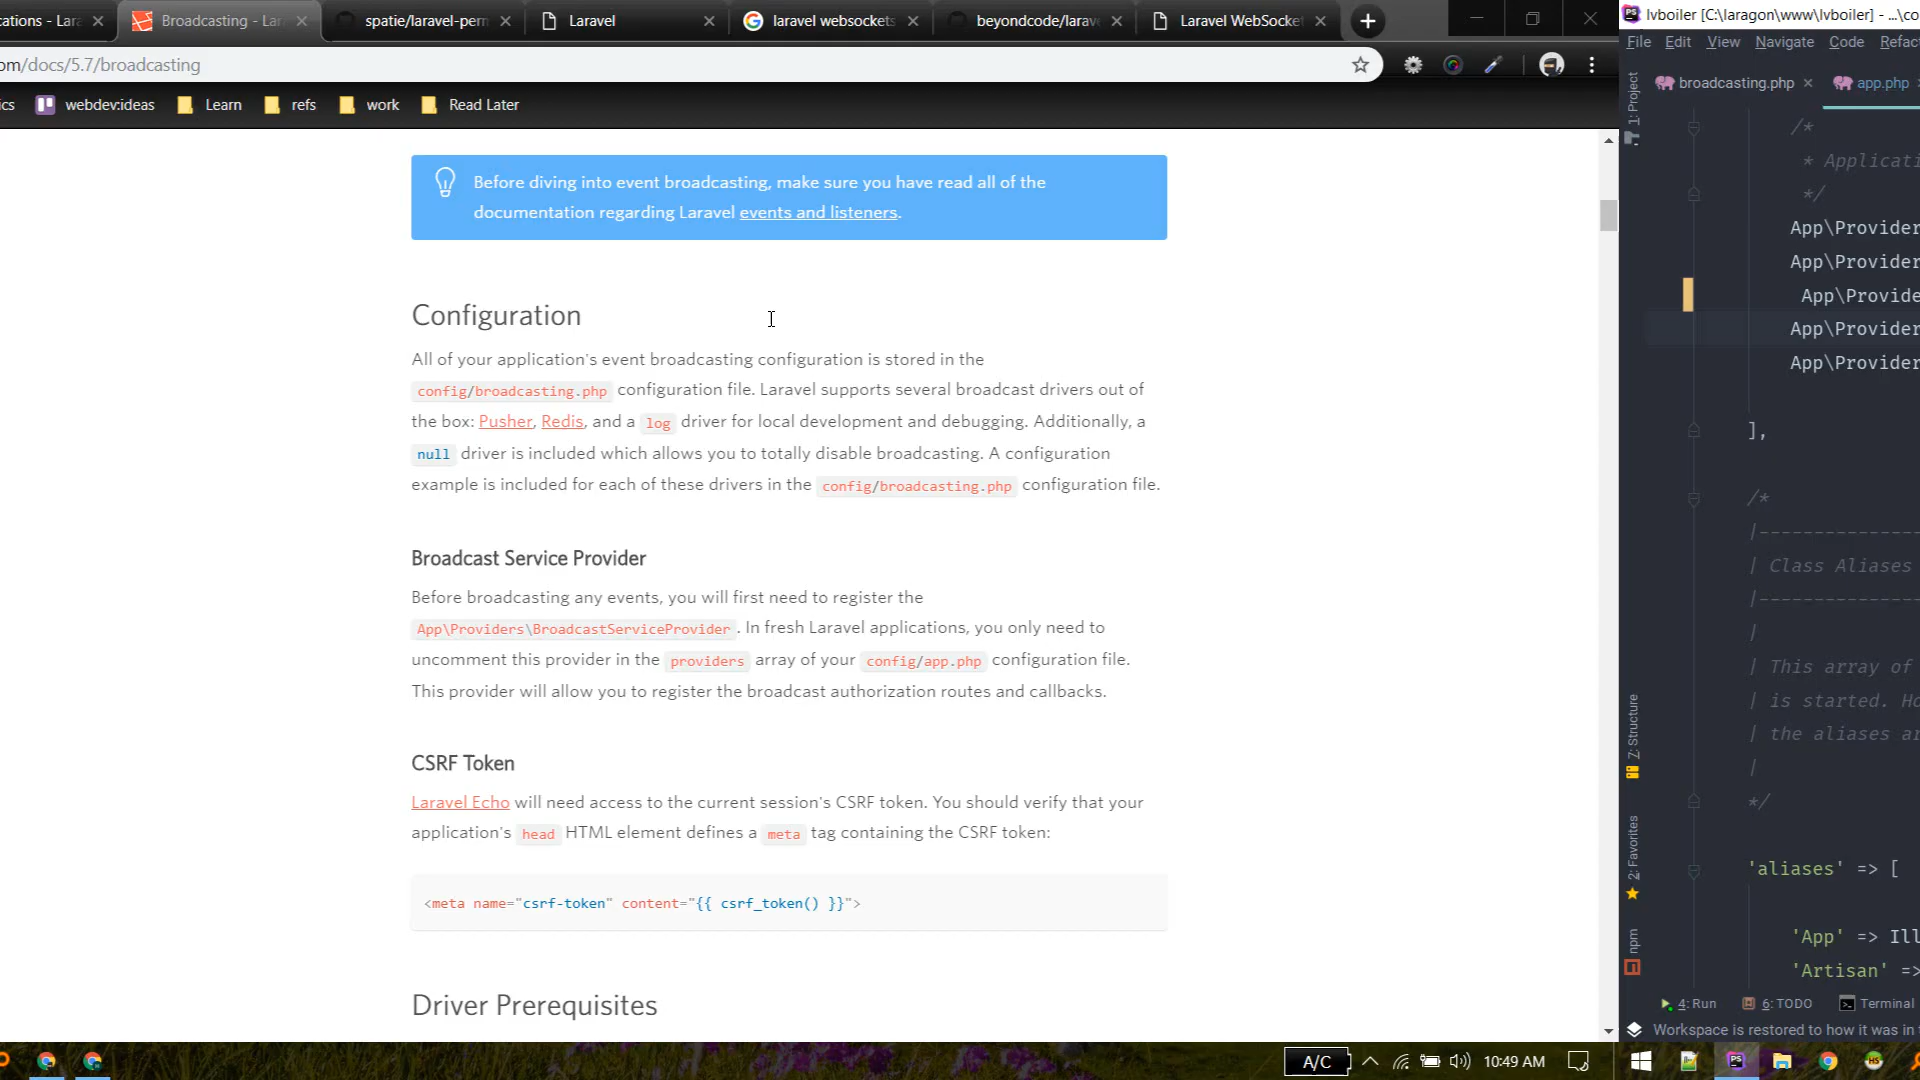 cations - Lara
Broadcasting - Lar
spatie/laravel-perm
Laravel
laravel websockets
beyondcode/larav
Laravel WebSocket
om/docs/5.7/broadcasting
ics
webdev:ideas
Learn
refs
work
Read Later
Before diving into event broadcasting, make sure you have read all of the
documentation regarding Laravel events and listeners.
Configuration
All of your application's event broadcasting configuration is stored in the
config/broadcasting.php configuration file. Laravel supports several broadcast drivers out of
the box: Pusher, Redis, and a log driver for local development and debugging. Additionally, a
null driver is included which allows you to totally disable broadcasting. A configuration
example is included for each of these drivers in the config/broadcasting.php configuration file.
Broadcast Service Provider
Before broadcasting any events, you will first need to register the
App\Providers\BroadcastServiceProvider. In fresh Laravel applications, you only need to
uncomment this provider in the providers array of your config/app.php configuration file.
This provider will allow you to register the broadcast authorization routes and callbacks.
CSRF Token
Laravel Echo will need access to the current session's CSRF token. You should verify that your
application's head HTML element defines a meta tag containing the CSRF token:
<meta name="csrf-token" content="{{ csrf_token() }}">
Driver Prerequisites
A/C
10:49 AM
PS
lvboiler [C:\laragon\www\lvboiler] - ...\co
File Edit View Navigate Code Refac
broadcasting.php
app.php
1: Project
/*
* Applicati
*/
App\Provider
App\Provider
App\Provide
App\Provider
App\Provider
],
/*
|---------------
| Class Aliases
|---------------
|
| This array of
| is started. Ho
| the aliases ar
|
*/
'aliases' => [
'App' => Ill
'Artisan' =>
7: Structure
2: Favorites
npm
4: Run
6: TODO
Terminal
Workspace is restored to how it was in
PS